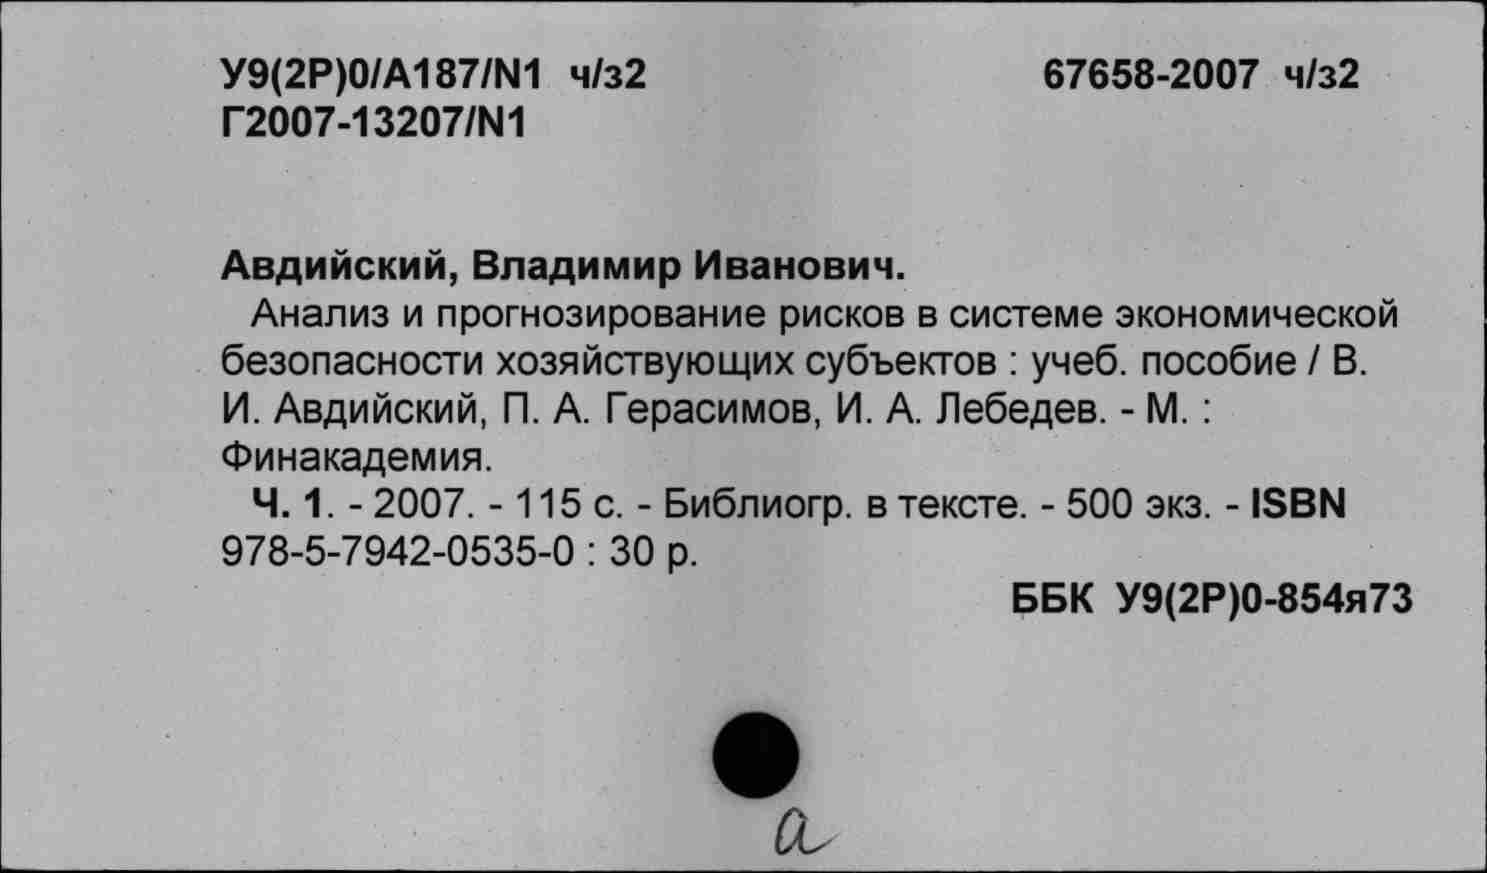 У9(2Р)0/А187/N1 ч/з2 67658-2007 ч/з2
Г2007-13207/N1
Авдийский, Владимир Иванович.
Анализ и прогнозирование рисков в системе экономической
безопасности хозяйствующих субъектов : учеб. пособие / В.
И. Авдийский, П. А. Герасимов, И. А. Лебедев. - М. :
Финакадемия.
Ч. 1. - 2007. - 115 с. - Библиогр. в тексте. - 500 экз. - ISBN
978-5-7942-0535-0 : 30 р.
ББК У9(2Р)0-854я73
а